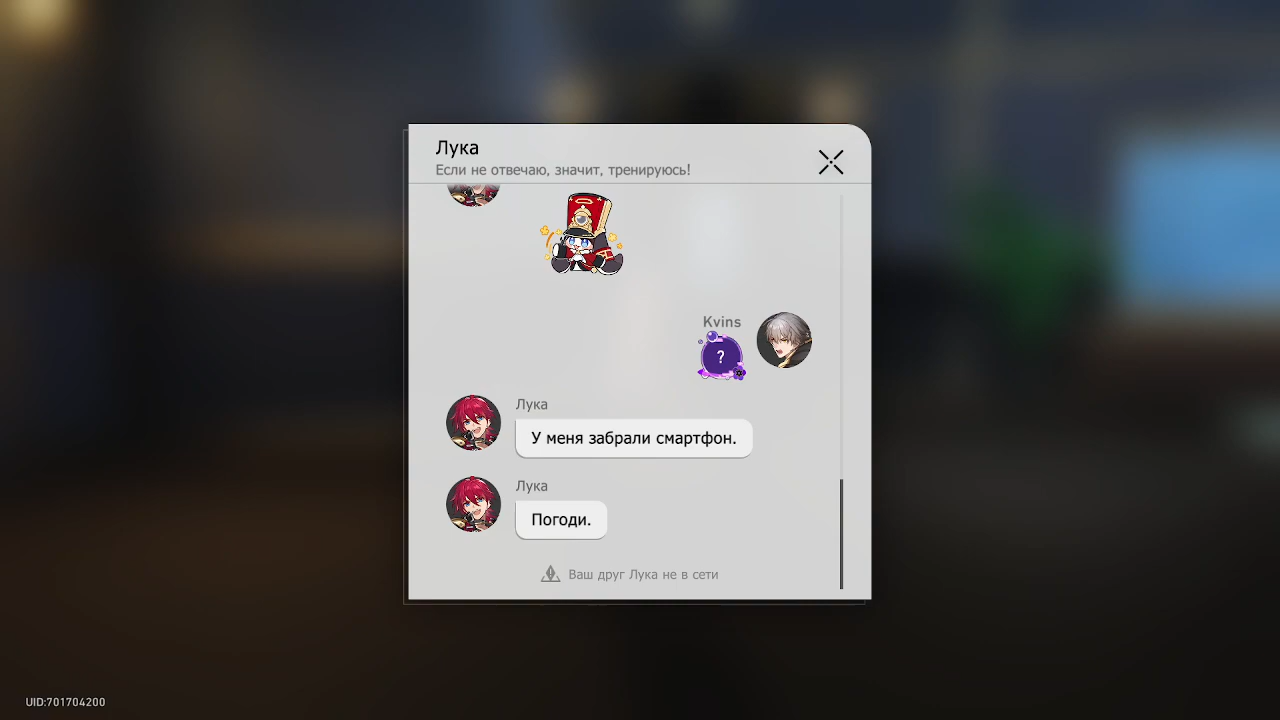 Лука
Если не отвечаю, значит, тренируюсь!
Kvins
?
Лука
У меня забрали смартфон.
Лука
Погоди.
Ваш друг Лука не в сети
UID:701704200